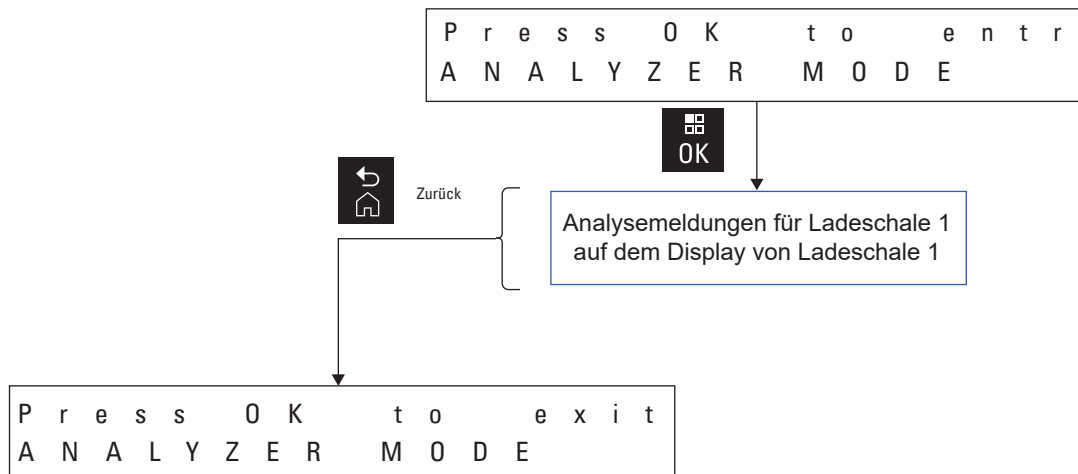 Press OK to entr
ANALYZER MODE
OK
Zurück
Analysemeldungen für Ladeschale 1
auf dem Display von Ladeschale 1
Press OK to exit
ANALYZER MODE